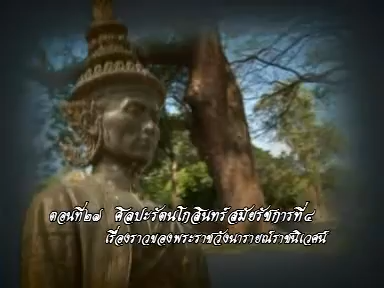 ตอนที่๒๗ ศิลปะรัตนโกสินทร์สมัยรัชกาลที่๔
เรื่องราวของพระราชวังนารายณ์ราชนิเวศน์